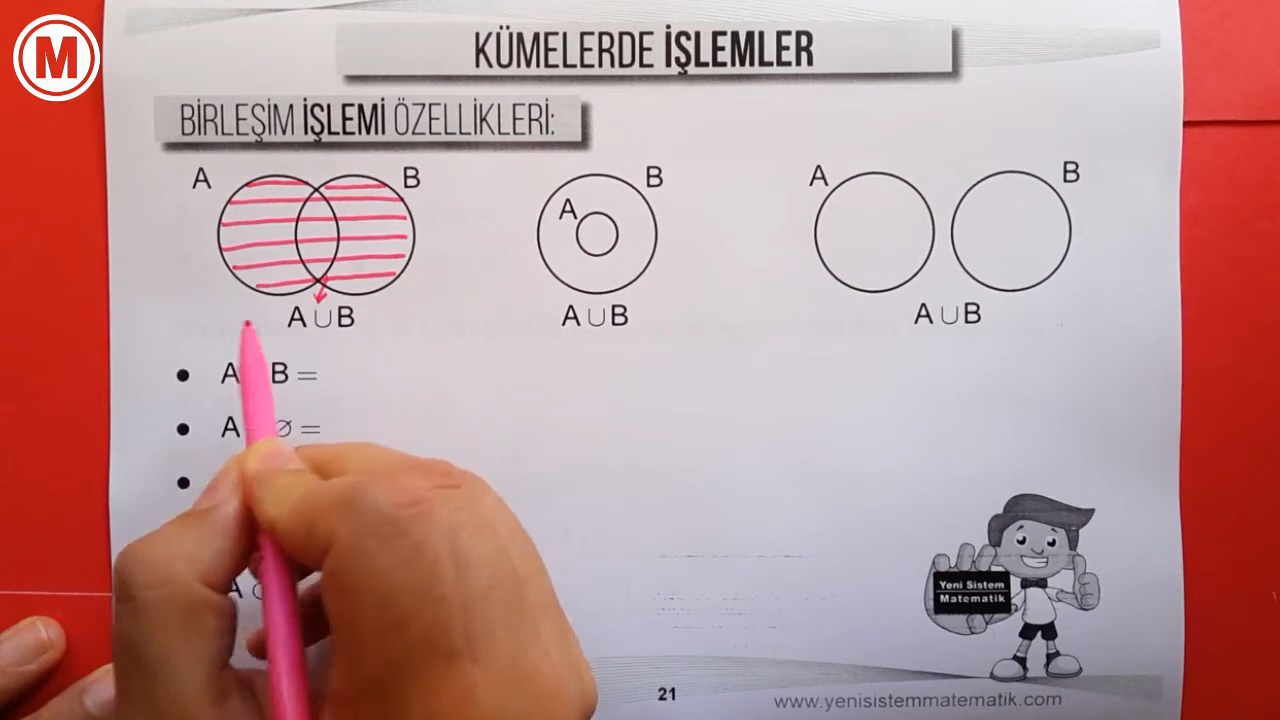 M
KÜMELERDE İŞLEMLER
BİRLEŞİM İŞLEMİ ÖZELLİKLERİ:
A B
A B
A B
A ∪ B
A ∪ B
A ∪ B
• A B =
• A ∅ =
•
A
Yeni Sistem
Matematik
21
www.yenisistemmatematik.com